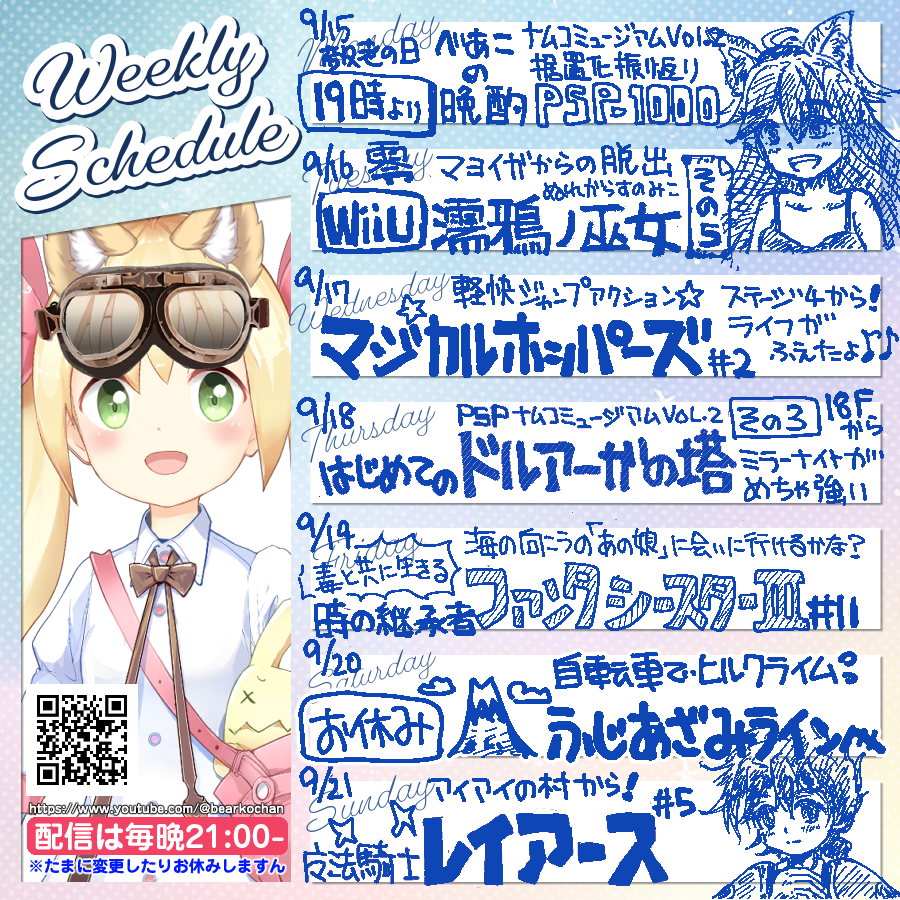 Weekly
Schedule
9/15
Monday
敬老の日
19時より
べあこ
の
晩酌
ナムコミュージアムVol.2
据置化振り返り
PSP-1000
9/16
Tuesday
零
WiiU
マヨイガからの脱出
ぬれがらすのみこ
濡鴉ノ巫女
その5
9/17
Wednesday
軽快ジャンプアクション☆
マジカルホッパーズ
#2
ステージ4から!
ライフが
ふえたよ♪♪
9/18
Thursday
PSP ナムコミュージアムVOL.2
その3
18Fから
はじめての
ドルアーガの塔
ミラーナイトが
めちゃ強い
9/19
Friday
海の向こうの「あの娘」に会いに行けるかな?
毒と共に生きる
時の継承者
ファンタシースターIII #11
9/20
Saturday
お休み
自転車で・ヒルクライム!
ふじあざみライン
9/21
Sunday
アイアイの村から!
魔法騎士
レイアース
#5
https://www.youtube.com/@bearkochan
配信は毎晩21:00-
※たまに変更したりお休みしますん